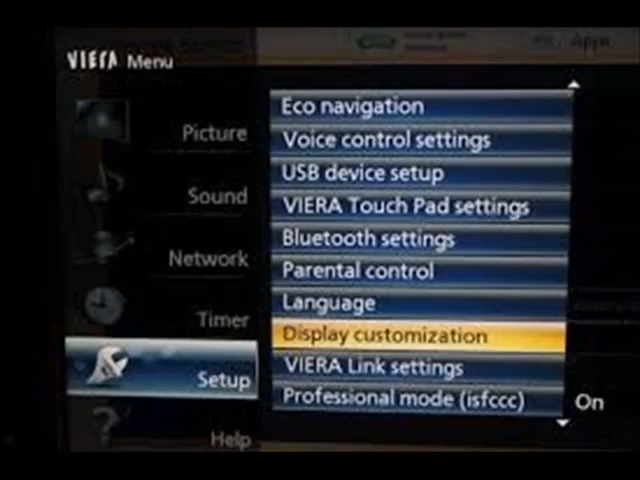 VIErA Menu
Picture
Sound
Network
Timer
Setup
Help
Eco navigation
Voice control settings
USB device setup
VIERA Touch Pad settings
Bluetooth settings
Parental control
Language
Display customization
VIERA Link settings
Professional mode (isfccc) On